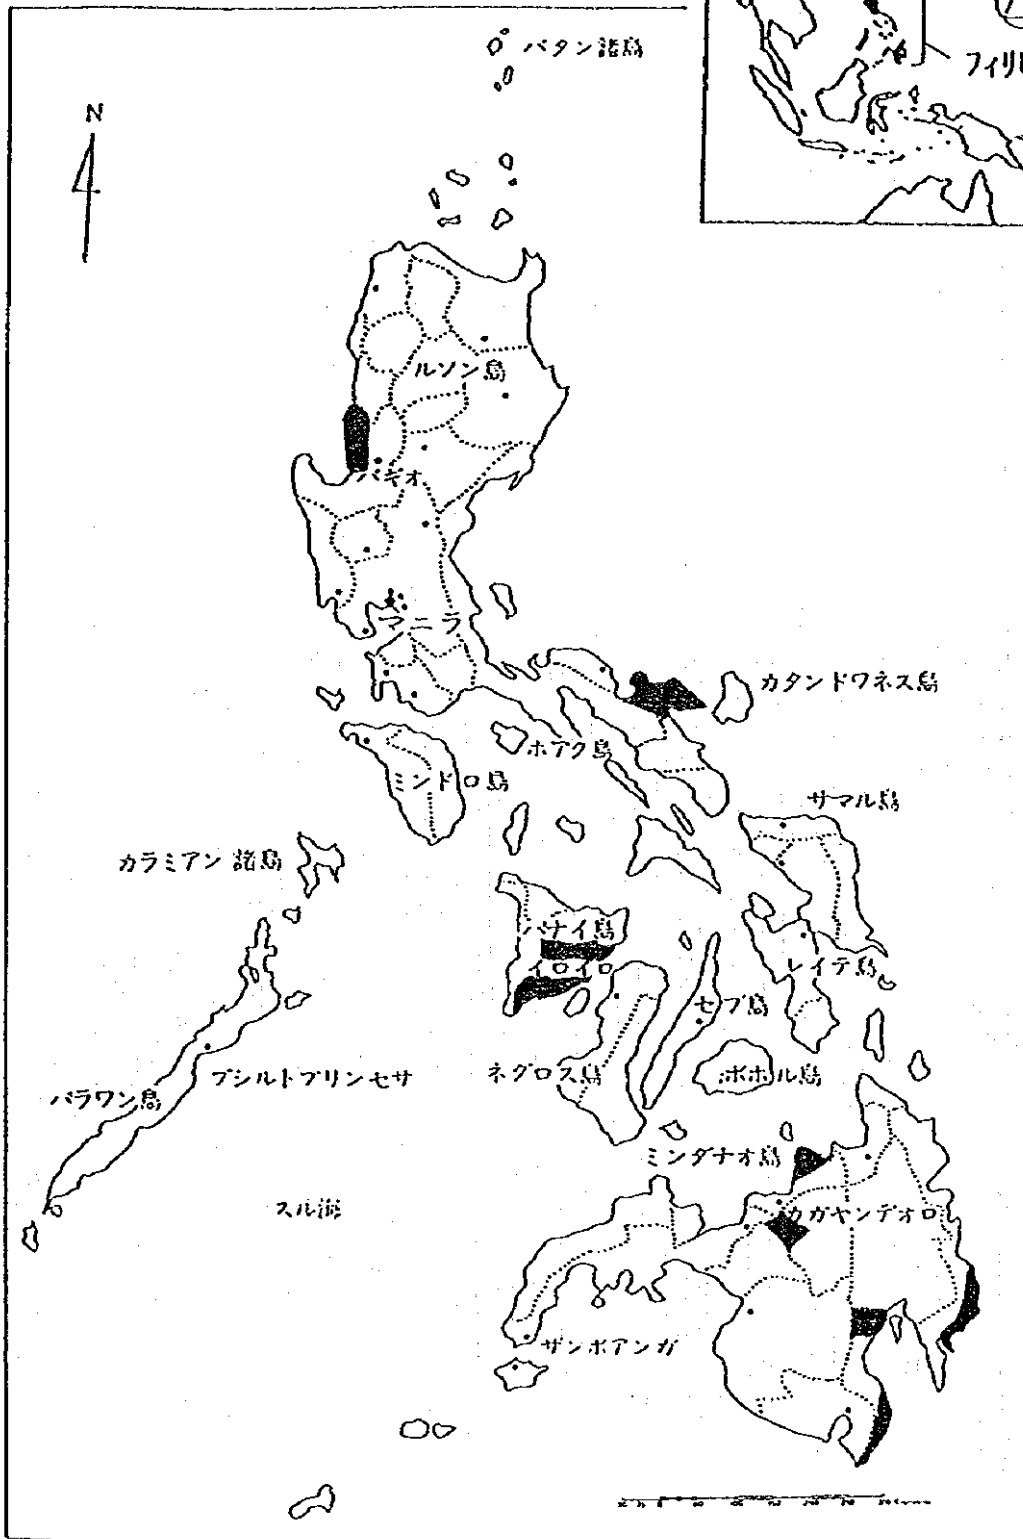 バタン諸島
N
ルソン島
バギオ
マニラ
カタンドワネス島
ホアク島
ミンドロ島
サマル島
カラミアン諸島
パナイ島
イロイロ
レイテ島
セブ島
ネグロス島
ボホル島
プシルトプリンセサ
パラワン島
ミンダナオ島
スル海
カガヤンデオロ
ザンボアンガ